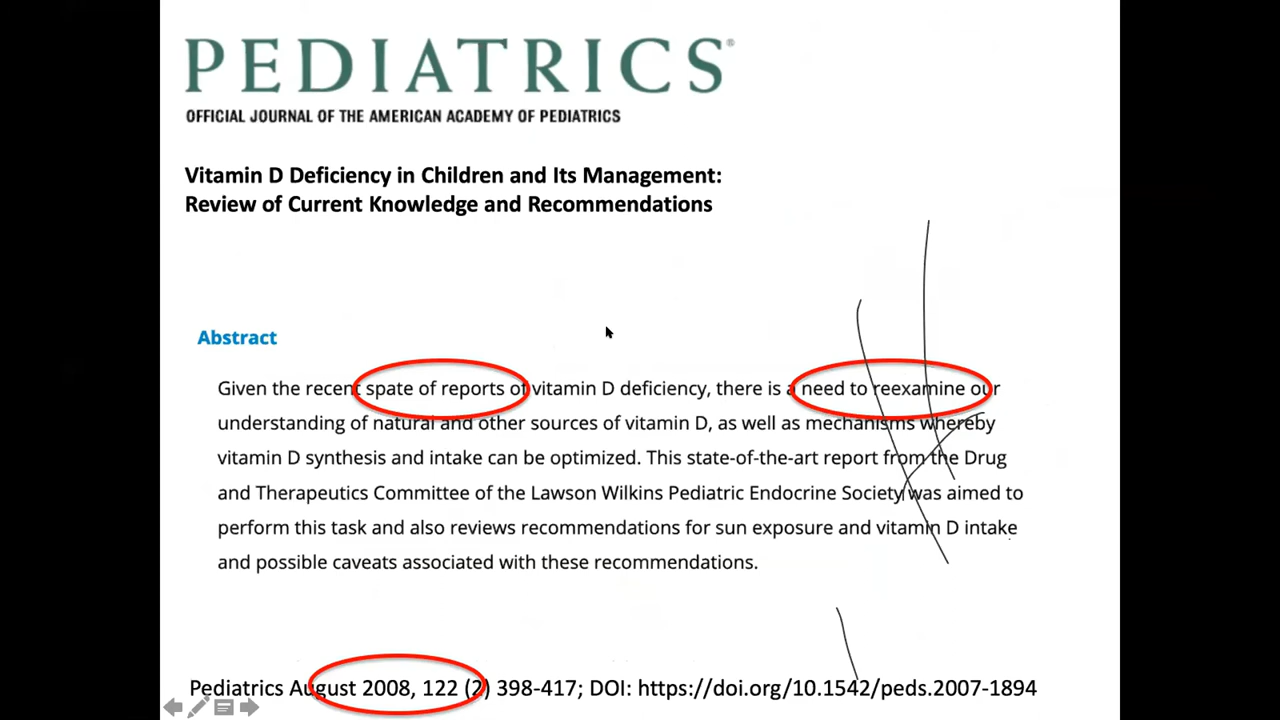 PEDIATRICS®
OFFICIAL JOURNAL OF THE AMERICAN ACADEMY OF PEDIATRICS
Vitamin D Deficiency in Children and Its Management:
Review of Current Knowledge and Recommendations
Abstract
Given the recent spate of reports of vitamin D deficiency, there is a need to reexamine our
understanding of natural and other sources of vitamin D, as well as mechanisms whereby
vitamin D synthesis and intake can be optimized. This state-of-the-art report from the Drug
and Therapeutics Committee of the Lawson Wilkins Pediatric Endocrine Society was aimed to
perform this task and also reviews recommendations for sun exposure and vitamin D intake
and possible caveats associated with these recommendations.
Pediatrics August 2008, 122 (2) 398-417; DOI: https://doi.org/10.1542/peds.2007-1894